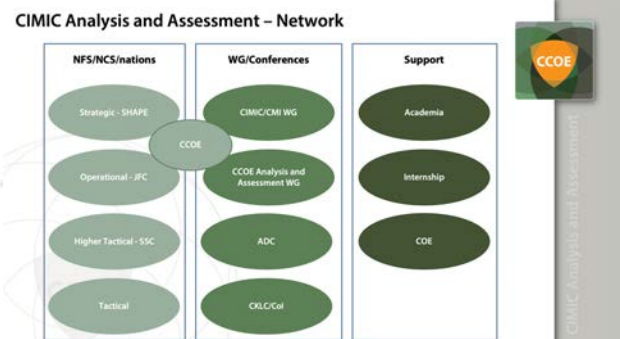 CIMIC Analysis and Assessment – Network
CCOE
NFS/NCS/nations
Strategic - SHAPE
Operational - JFC
Higher Tactical - SSC
Tactical
CCOE
WG/Conferences
CIMIC/CMI WG
CCOE Analysis and
Assessment WG
ADC
CKLC/CoI
Support
Academia
Internship
COE
CIMIC Analysis and Assessment